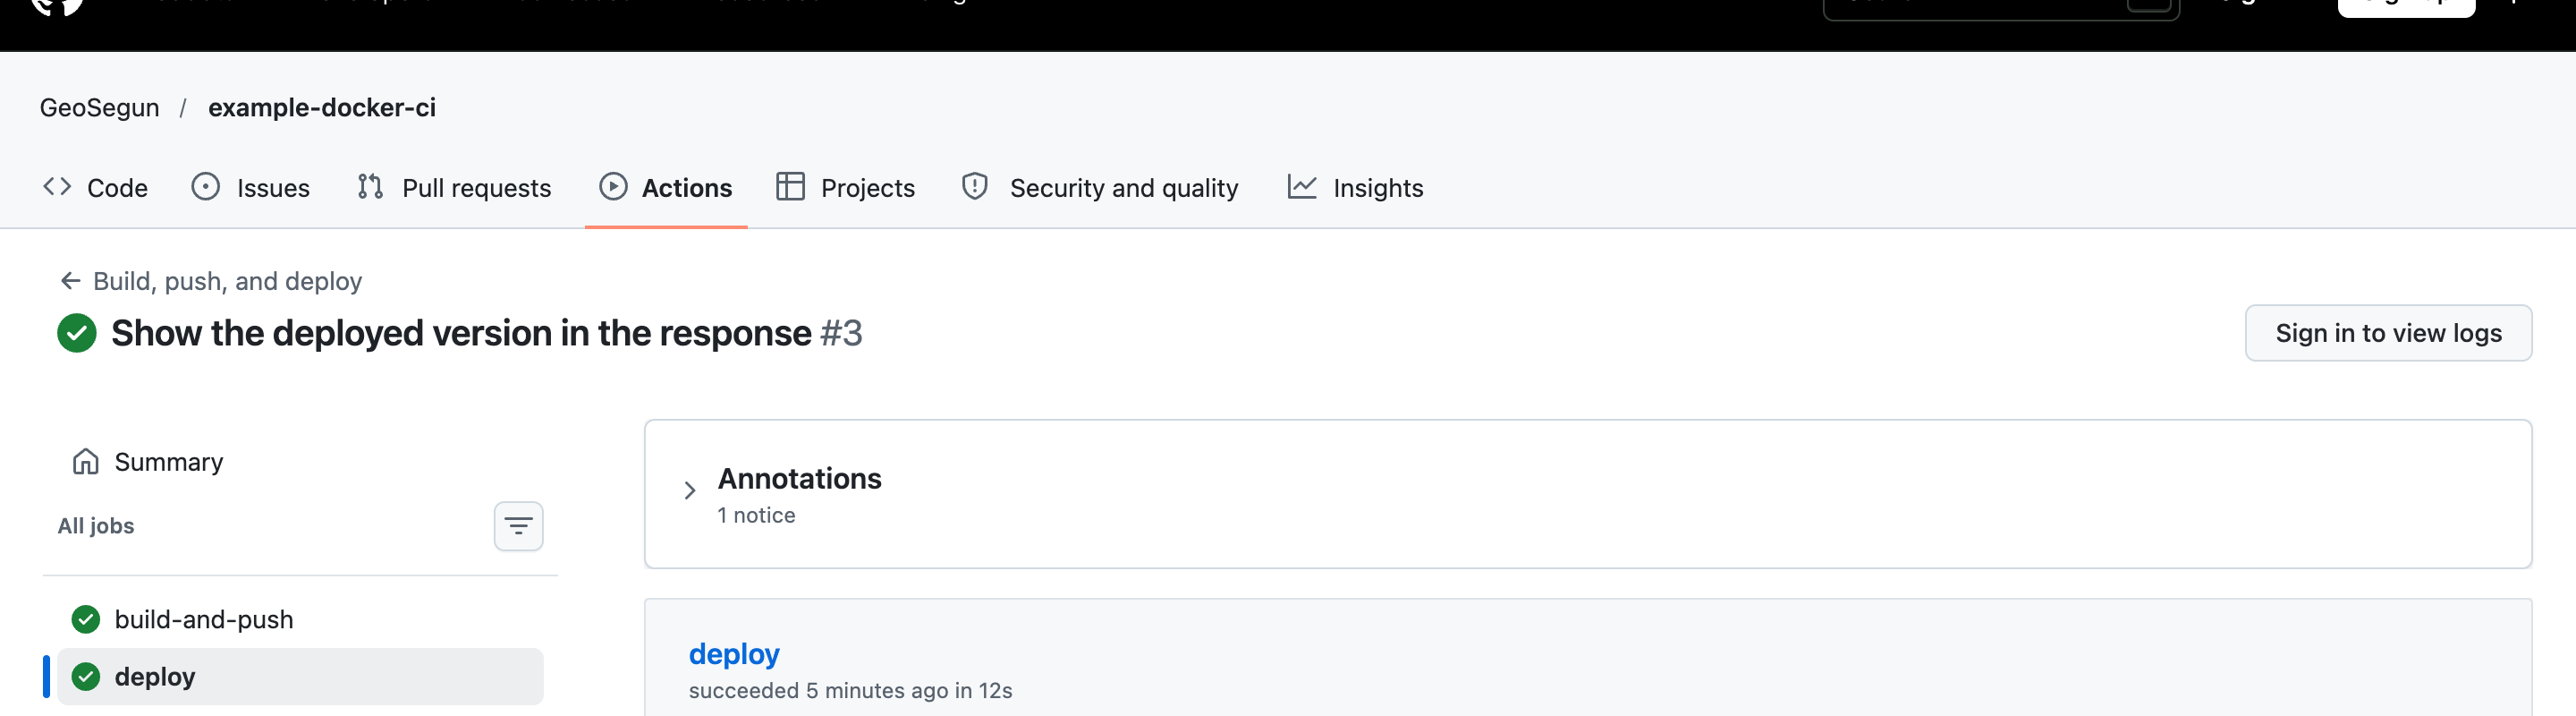 GeoSegun / example-docker-ci
Code Issues Pull requests Actions Projects Security and quality Insights
Build, push, and deploy
Show the deployed version in the response #3
Sign in to view logs
Summary
All jobs
build-and-push
deploy
Annotations
1 notice
deploy
succeeded 5 minutes ago in 12s